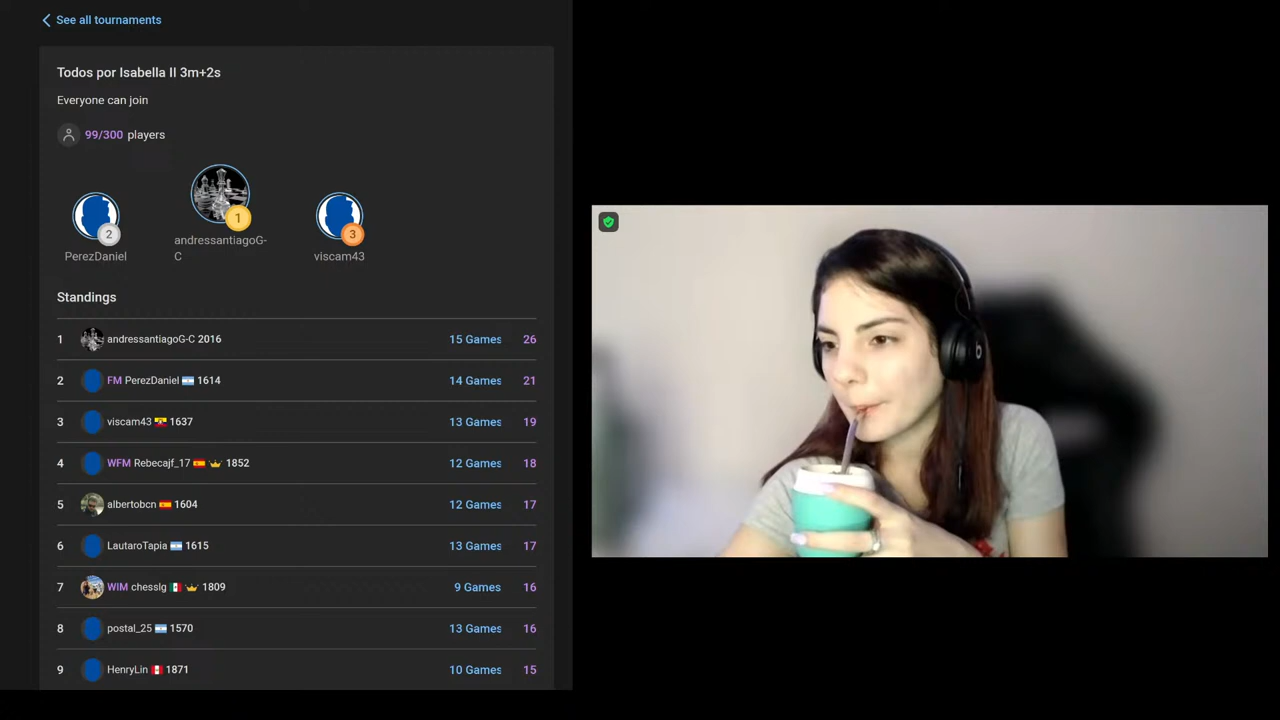 See all tournaments
Todos por Isabella II 3m+2s
Everyone can join
99/300 players
1
2
3
andressantiagoG-
C
PerezDaniel
viscam43
Standings
1 andressantiagoG-C 2016 15 Games 26
2 FM PerezDaniel 1614 14 Games 21
3 viscam43 1637 13 Games 19
4 WFM Rebecajf_17 1852 12 Games 18
5 albertobcn 1604 12 Games 17
6 LautaroTapia 1615 13 Games 17
7 WIM chesslg 1809 9 Games 16
8 postal_25 1570 13 Games 16
9 HenryLin 1871 10 Games 15